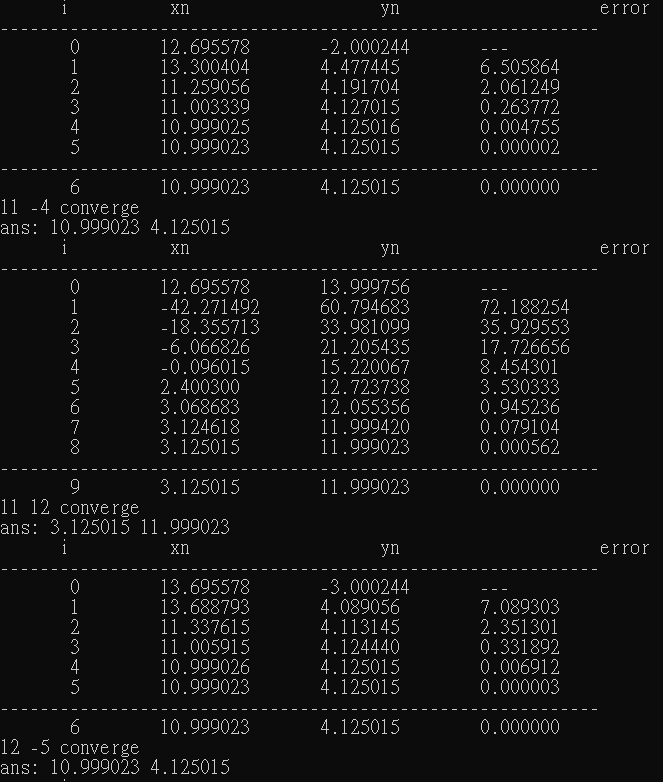 i xn yn error
------------------------------------------------------------
0 12.695578 -2.000244 ---
1 13.300404 4.477445 6.505864
2 11.259056 4.191704 2.061249
3 11.003339 4.127015 0.263772
4 10.999025 4.125016 0.004755
5 10.999023 4.125015 0.000002
------------------------------------------------------------
6 10.999023 4.125015 0.000000
11 -4 converge
ans: 10.999023 4.125015
i xn yn error
------------------------------------------------------------
0 12.695578 13.999756 ---
1 -42.271492 60.794683 72.188254
2 -18.355713 33.981099 35.929553
3 -6.066826 21.205435 17.726656
4 -0.096015 15.220067 8.454301
5 2.400300 12.723738 3.530333
6 3.068683 12.055356 0.945236
7 3.124618 11.999420 0.079104
8 3.125015 11.999023 0.000562
------------------------------------------------------------
9 3.125015 11.999023 0.000000
11 12 converge
ans: 3.125015 11.999023
i xn yn error
------------------------------------------------------------
0 13.695578 -3.000244 ---
1 13.688793 4.089056 7.089303
2 11.337615 4.113145 2.351301
3 11.005915 4.124440 0.331892
4 10.999026 4.125015 0.006912
5 10.999023 4.125015 0.000003
------------------------------------------------------------
6 10.999023 4.125015 0.000000
12 -5 converge
ans: 10.999023 4.125015